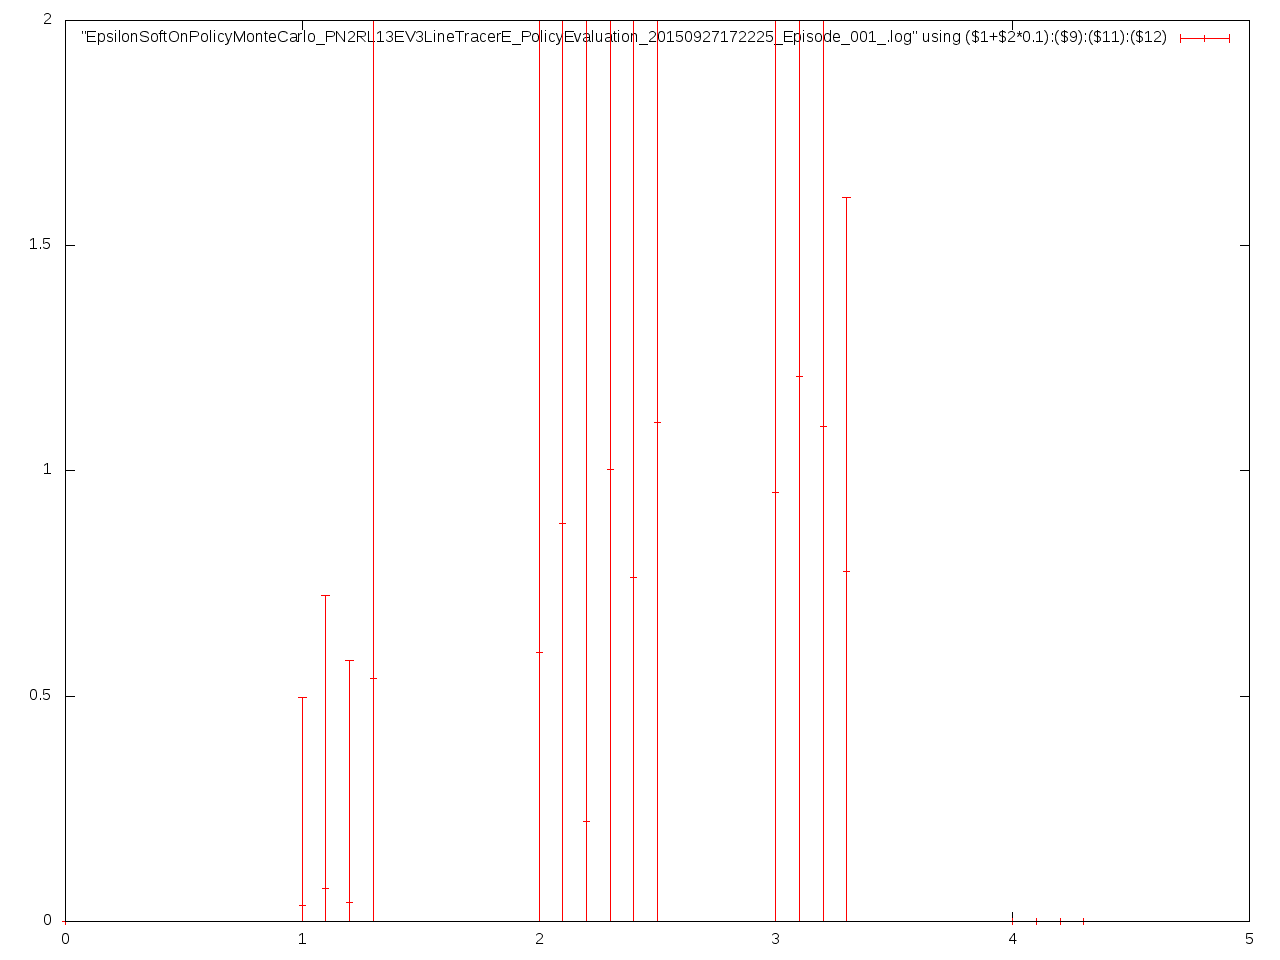 2
"EpsilonSoftOnPolicyMonteCarlo_PN2RL13EV3LineTracerE_PolicyEvaluation_20150927172225_Episode_001_.log" using ($1+$2*0.1):($9):($11):($12)
1.5
1
0.5
0
0 1 2 3 4 5